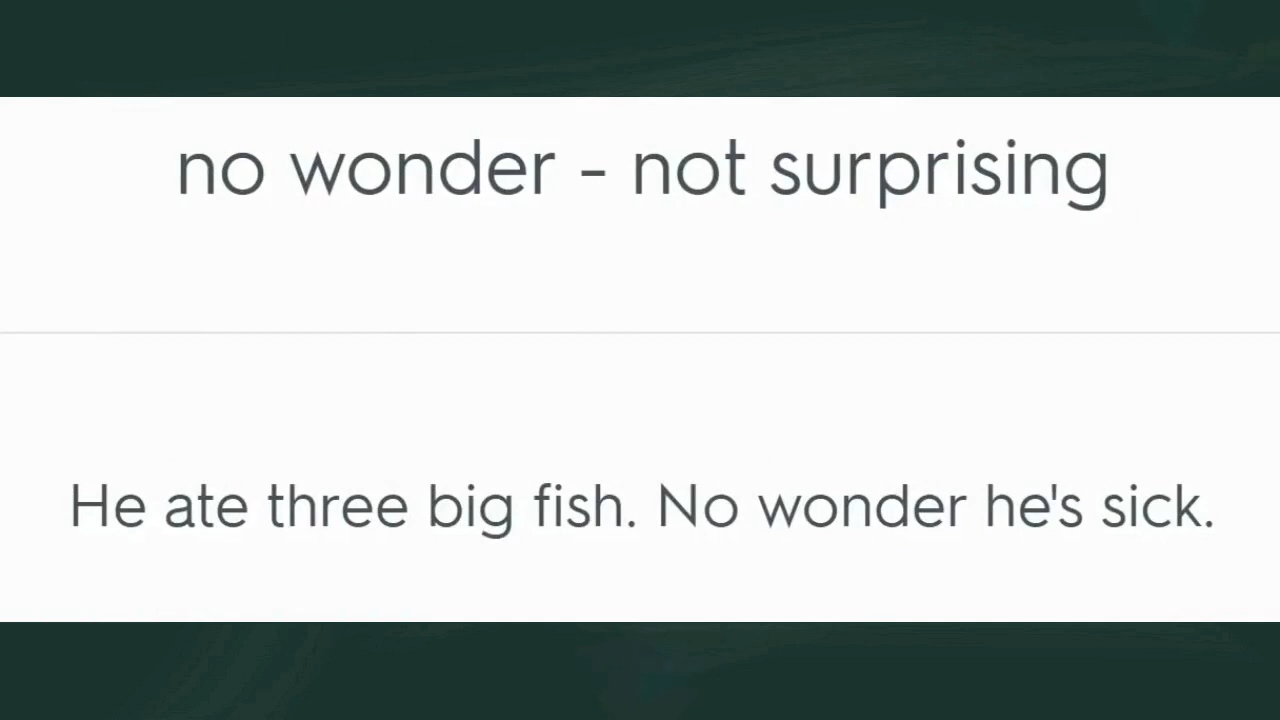 no wonder - not surprising
He ate three big fish. No wonder he's sick.